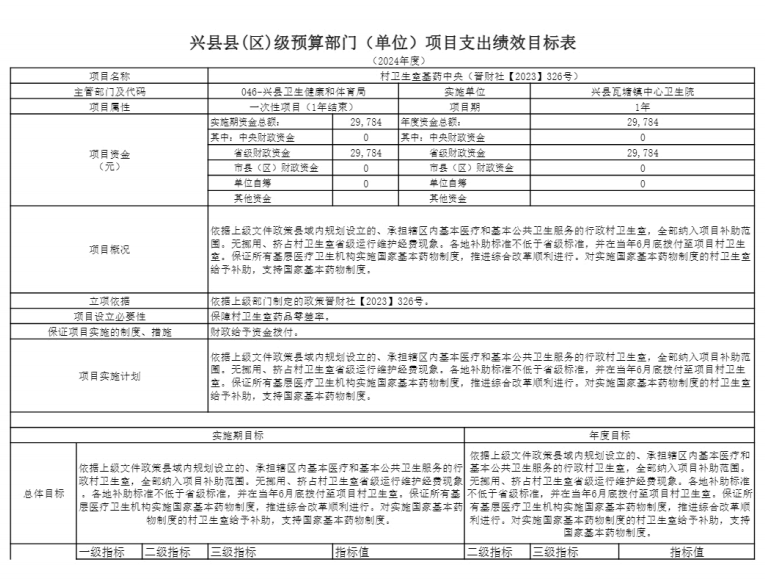 兴县县(区)级预算部门（单位）项目支出绩效目标表
（2024年度）
项目名称 村卫生室基药中央（晋财社【2023】326号）
主管部门及代码 046-兴县卫生健康和体育局 实施单位 兴县瓦塘镇中心卫生院
项目属性 一次性项目（1年结束） 项目期 1年
项目资金（元） 实施期资金总额: 29,784 年度资金总额: 29,784
其中: 中央财政资金 0 其中: 中央财政资金 0
省级财政资金 29,784 省级财政资金 29,784
市县（区）财政资金 0 市县（区）财政资金 0
单位自筹 0 单位自筹 0
其他资金 其他资金
项目概况
依据上级文件政策县域内规划设立的、承担辖区内基本医疗和基本公共卫生服务的行政村卫生室, 全部纳入项目补助范
围。无挪用、挤占村卫生室省级运行维护经费现象。各地补助标准不低于省级标准, 并在当年6月底拨付至项目村卫生
室。保证所有基层医疗卫生机构实施国家基本药物制度, 推进综合改革顺利进行。对实施国家基本药物制度的村卫生室
给予补助, 支持国家基本药物制度。
立项依据 依据上级部门制定的政策晋财社【2023】326号。
项目设立必要性 保障村卫生室药品零差率,
保证项目实施的制度、措施 财政给予资金拨付。
项目实施计划
依据上级文件政策县域内规划设立的、承担辖区内基本医疗和基本公共卫生服务的行政村卫生室, 全部纳入项目补助范
围。无挪用、挤占村卫生室省级运行维护经费现象。各地补助标准不低于省级标准, 并在当年6月底拨付至项目村卫生
室。保证所有基层医疗卫生机构实施国家基本药物制度, 推进综合改革顺利进行。对实施国家基本药物制度的村卫生室
给予补助, 支持国家基本药物制度。
实施期目标 年度目标
总体目标
依据上级文件政策县域内规划设立的、承担辖区内基本医疗和基本公共卫生服务的行
政村卫生室, 全部纳入项目补助范围。无挪用、挤占村卫生室省级运行维护经费现象
。各地补助标准不低于省级标准, 并在当年6月底拨付至项目村卫生室。保证所有基
层医疗卫生机构实施国家基本药物制度, 推进综合改革顺利进行。对实施国家基本药
物制度的村卫生室给予补助, 支持国家基本药物制度。
依据上级文件政策县域内规划设立的、承担辖区内基本医疗和
基本公共卫生服务的行政村卫生室, 全部纳入项目补助范围。
无挪用、挤占村卫生室省级运行维护经费现象。各地补助标准
不低于省级标准, 并在当年6月底拨付至项目村卫生室。保证所
有基层医疗卫生机构实施国家基本药物制度, 推进综合改革顺
利进行。对实施国家基本药物制度的村卫生室给予补助, 支持
国家基本药物制度。
一级指标 二级指标 三级指标 指标值 二级指标 三级指标 指标值